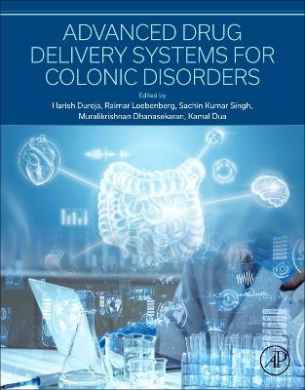 ADVANCED DRUG
DELIVERY SYSTEMS FOR
COLONIC DISORDERS
Edited by
Harish Dureja, Raimar Loebenberg, Sachin Kumar Singh,
Muralikrishnan Dhanasekaran, Kamal Dua
AP